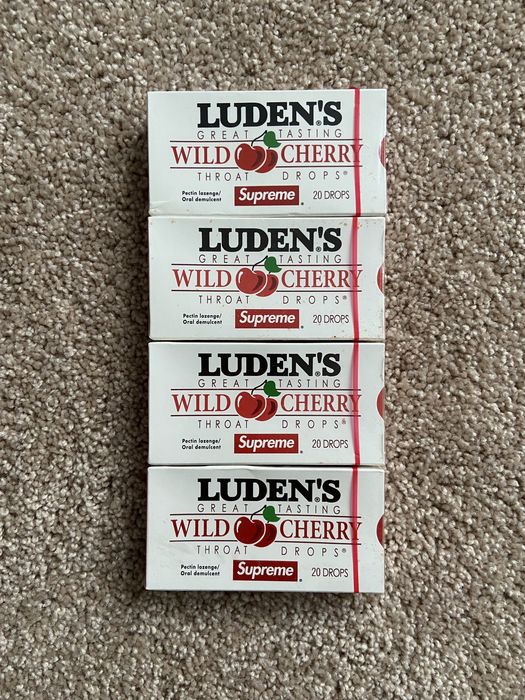 LUDEN'S®
GREAT TASTING
WILD CHERRY
THROAT DROPS®
Pectin lozenge/
Oral demulcent
Supreme®
20 DROPS
LUDEN'S®
GREAT TASTING
WILD CHERRY
THROAT DROPS®
Pectin lozenge/
Oral demulcent
Supreme®
20 DROPS
LUDEN'S®
GREAT TASTING
WILD CHERRY
THROAT DROPS®
Pectin lozenge/
Oral demulcent
Supreme®
20 DROPS
LUDEN'S®
GREAT TASTING
WILD CHERRY
THROAT DROPS®
Pectin lozenge/
Oral demulcent
Supreme®
20 DROPS